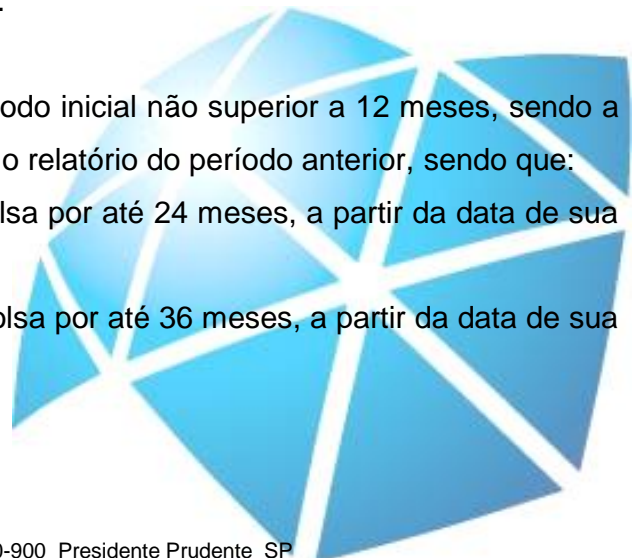 .
odo inicial não superior a 12 meses, sendo a
o relatório do período anterior, sendo que:
lsa por até 24 meses, a partir da data de sua
olsa por até 36 meses, a partir da data de sua
0-900 Presidente Prudente SP